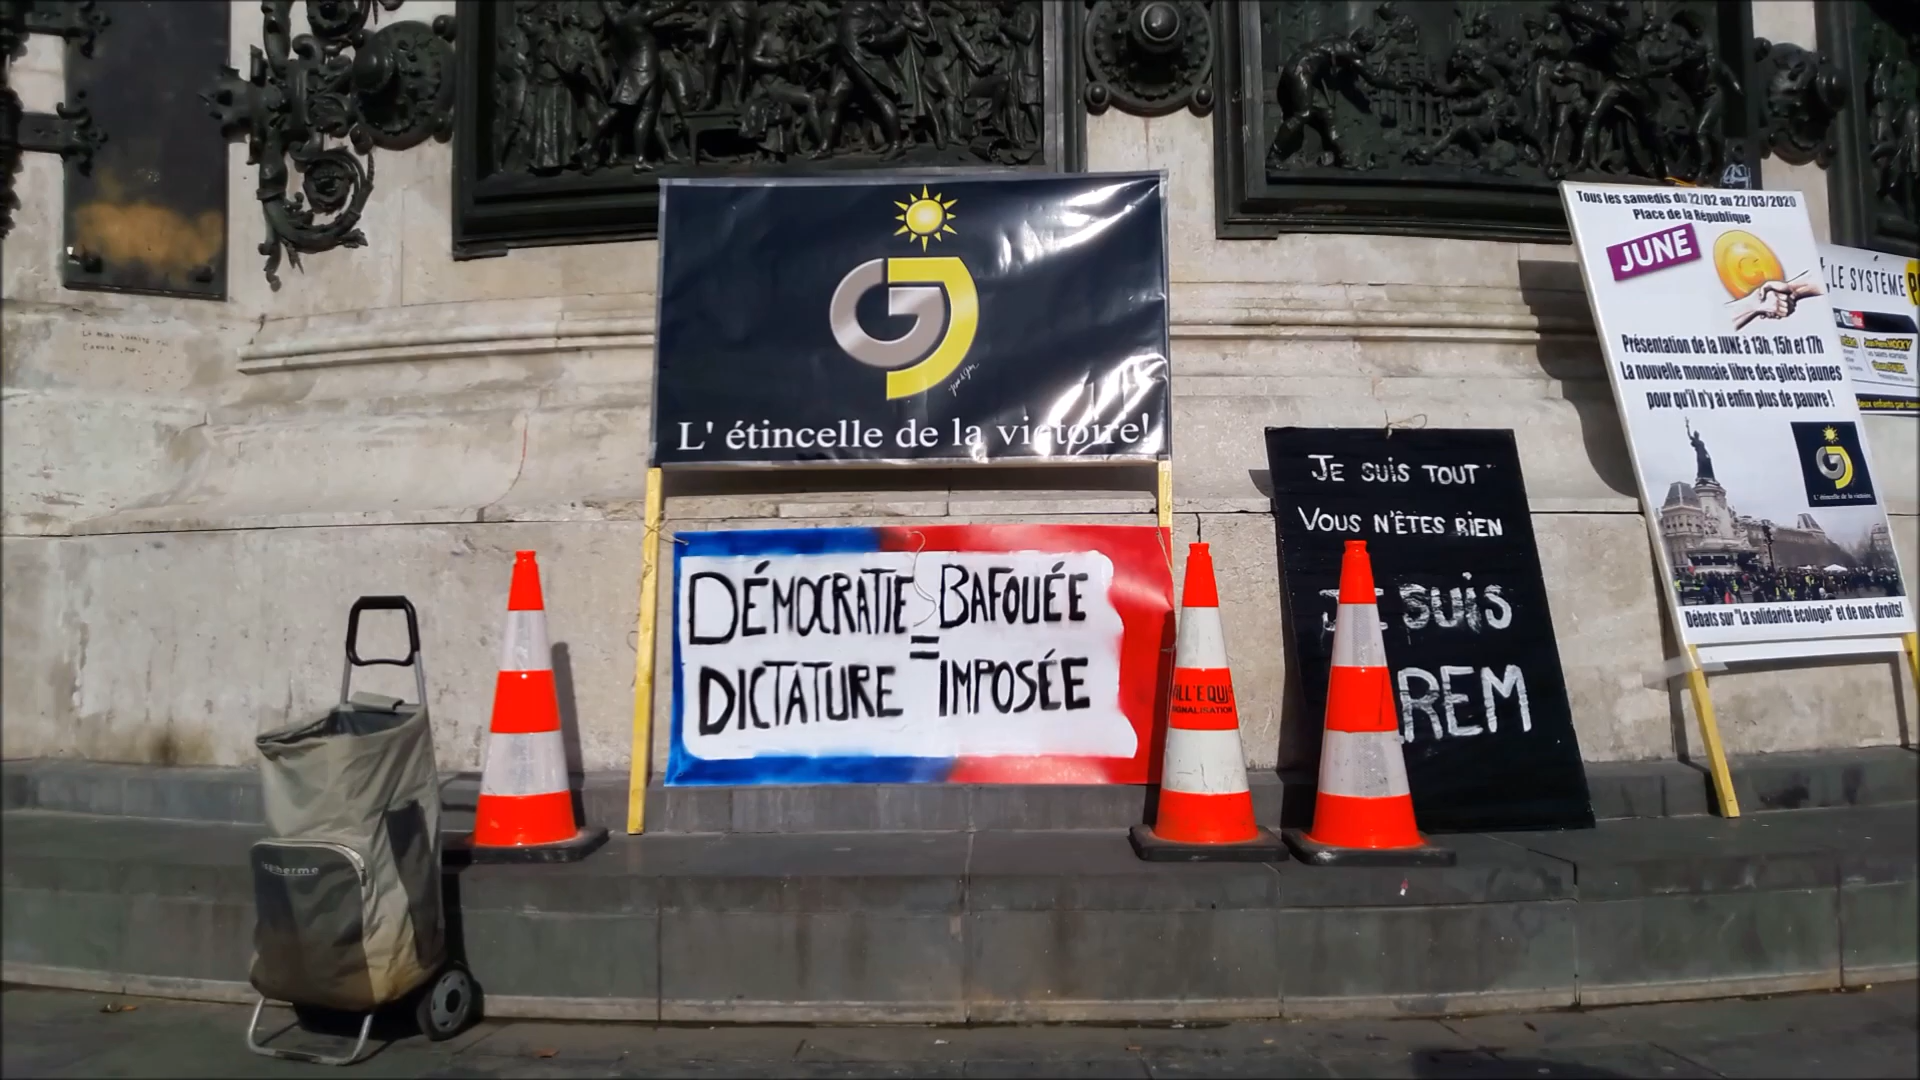 GJ
L' étincelle de la victoire!
DÉMOCRATIE BAFOUÉE
=
DICTATURE IMPOSÉE
JE SUIS TOUT
VOUS N'ÊTES RIEN
JE SUIS
REM
Tous les samedis du 22/02 au 22/03/2020
Place de la République
JUNE
Présentation de la JUNE à 13h, 15h et 17h
La nouvelle monnaie libre des gilets jaunes
pour qu'il n'y ai enfin plus de pauvre !
GJ
L' étincelle de la victoire
Débats sur "La solidarité écologie" et de nos droits!
LE SYSTÈME